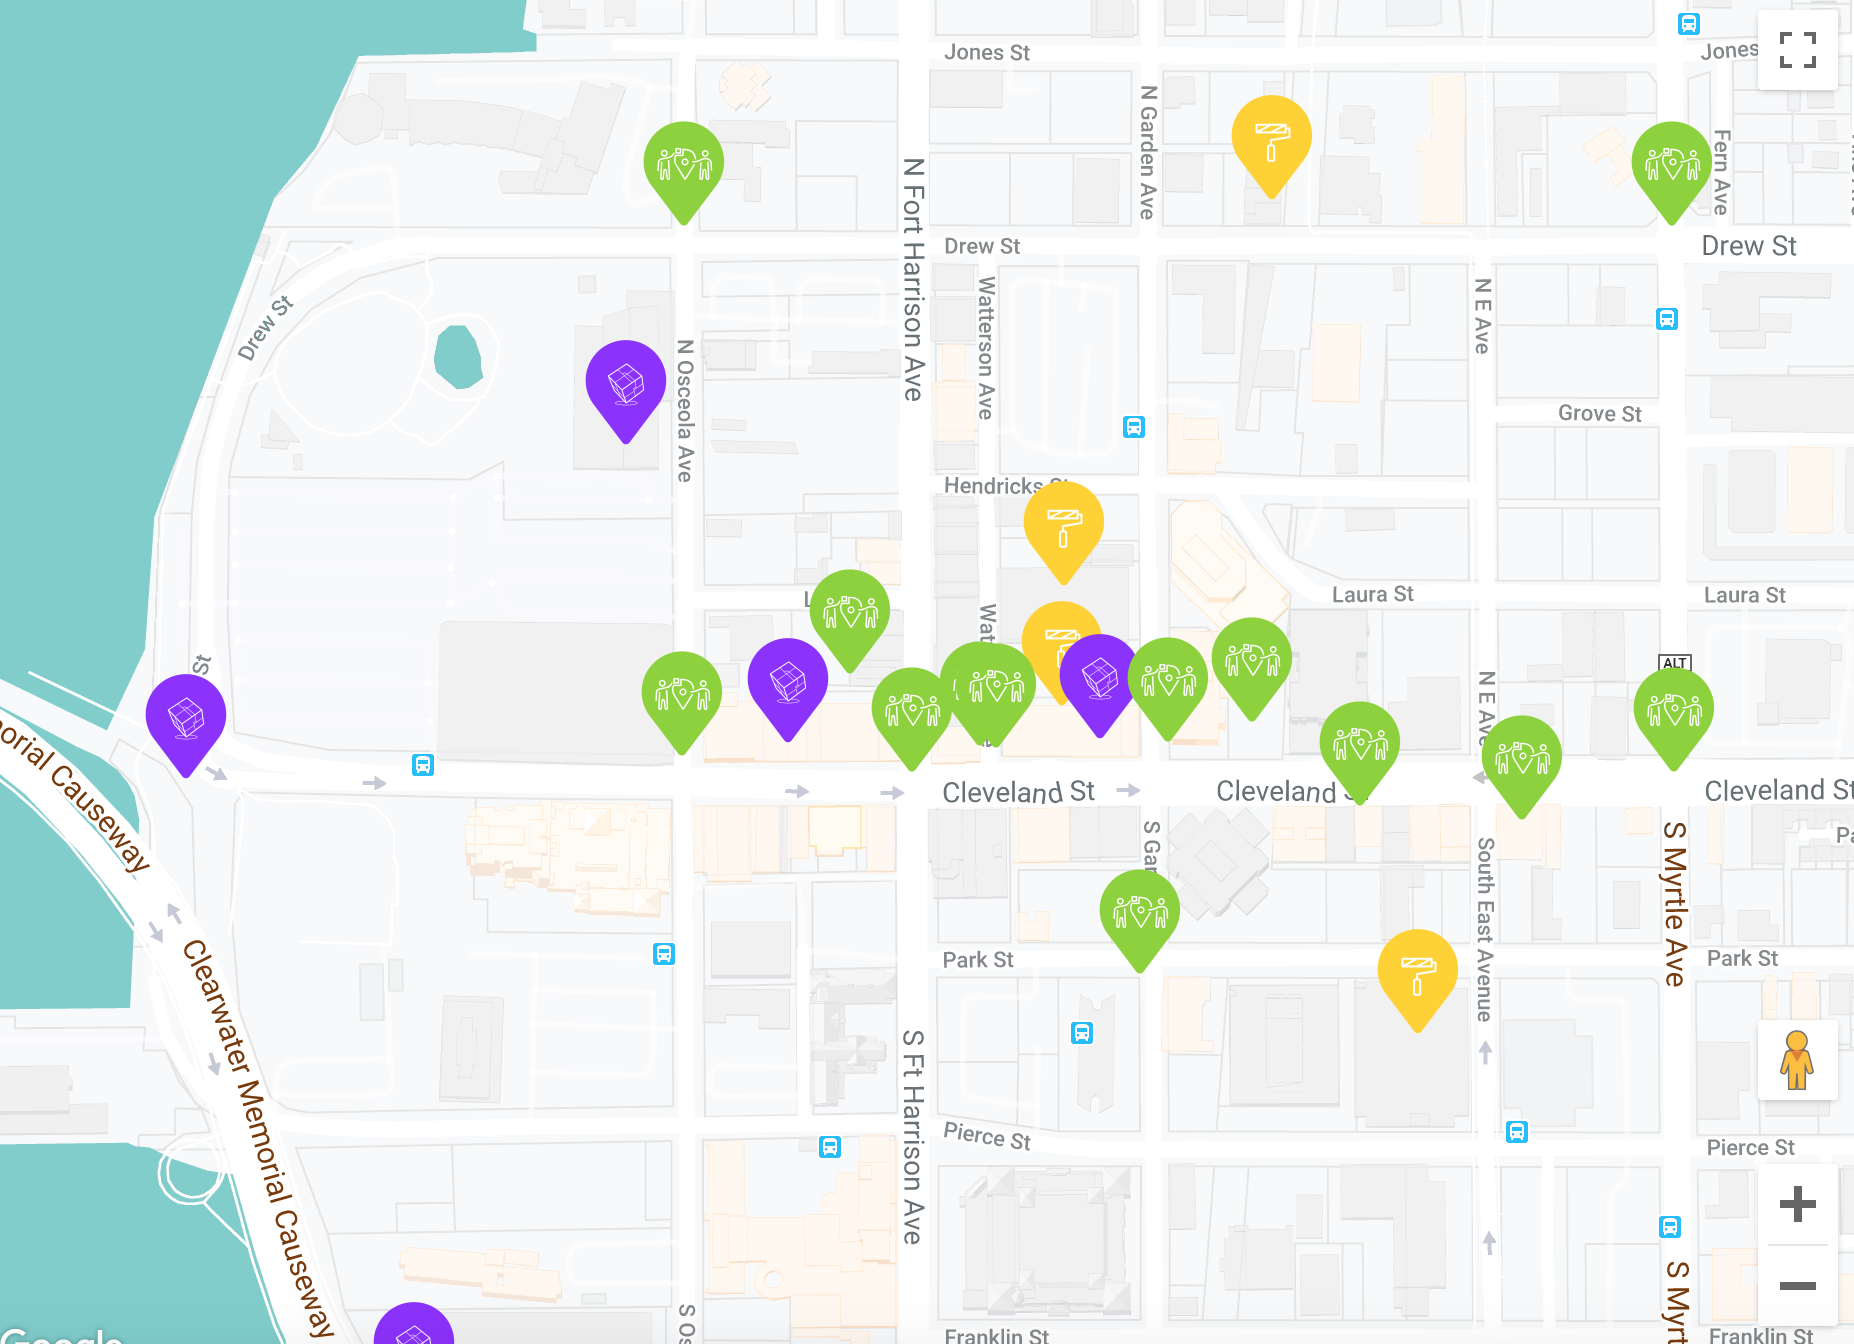 Jones St
Jones
N Garden Ave
Fern Ave
N Fort Harrison Ave
Drew St
Drew St
Drew St
Watterson Ave
N E Ave
N Osceola Ave
Grove St
Hendricks
Laura St
Laura St
St
ALT
N E Ave
Cleveland St
Cleveland
Cleveland St
morial Causeway
South East Avenue
S Myrtle Ave
Clearwater Memorial Causeway
Park St
Park St
S Ft Harrison Ave
Pierce St
Pierce St
Franklin St
Franklin St
Google